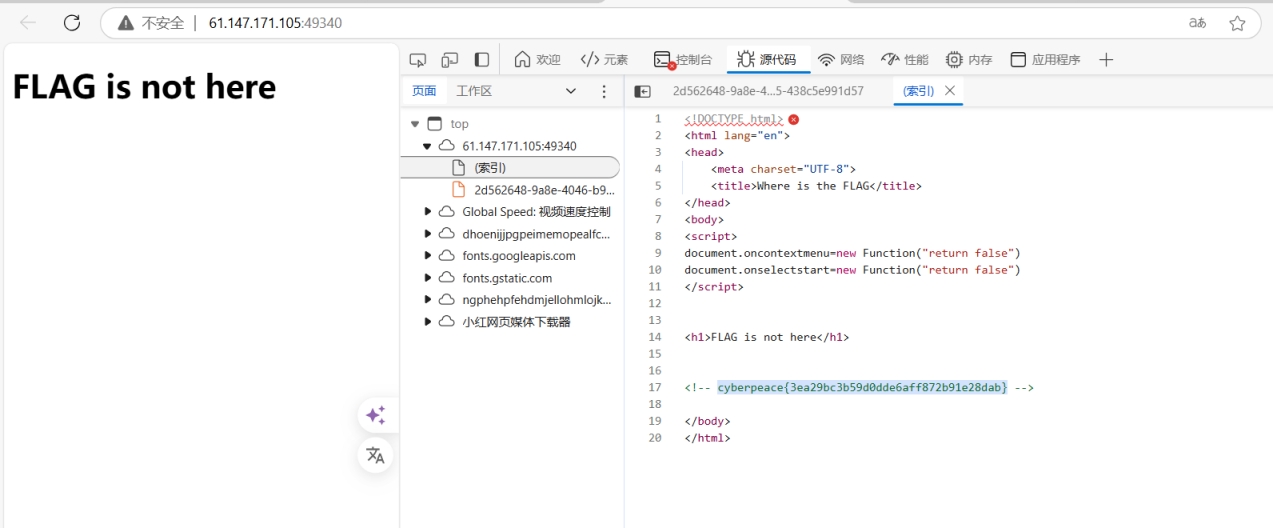 不安全 | 61.147.171.105:49340
FLAG is not here
欢迎 元素 控制台 源代码 网络 性能 内存 应用程序
页面 工作区
2d562648-9a8e-4...5-438c5e991d57 (索引)
top
61.147.171.105:49340
(索引)
2d562648-9a8e-4046-b9...
Global Speed: 视频速度控制
dhoenijjpgpeimemopealfc...
fonts.googleapis.com
fonts.gstatic.com
ngphehpfehdmjellohmlojk...
小红网页媒体下载器
1 <!DOCTYPE html>
2 <html lang="en">
3 <head>
4 <meta charset="UTF-8">
5 <title>Where is the FLAG</title>
6 </head>
7 <body>
8 <script>
9 document.oncontextmenu=new Function("return false")
10 document.onselectstart=new Function("return false")
11 </script>
12
13
14 <h1>FLAG is not here</h1>
15
16
17 <!-- cyberpeace{3ea29bc3b59d0dde6aff872b91e28dab} -->
18
19 </body>
20 </html>